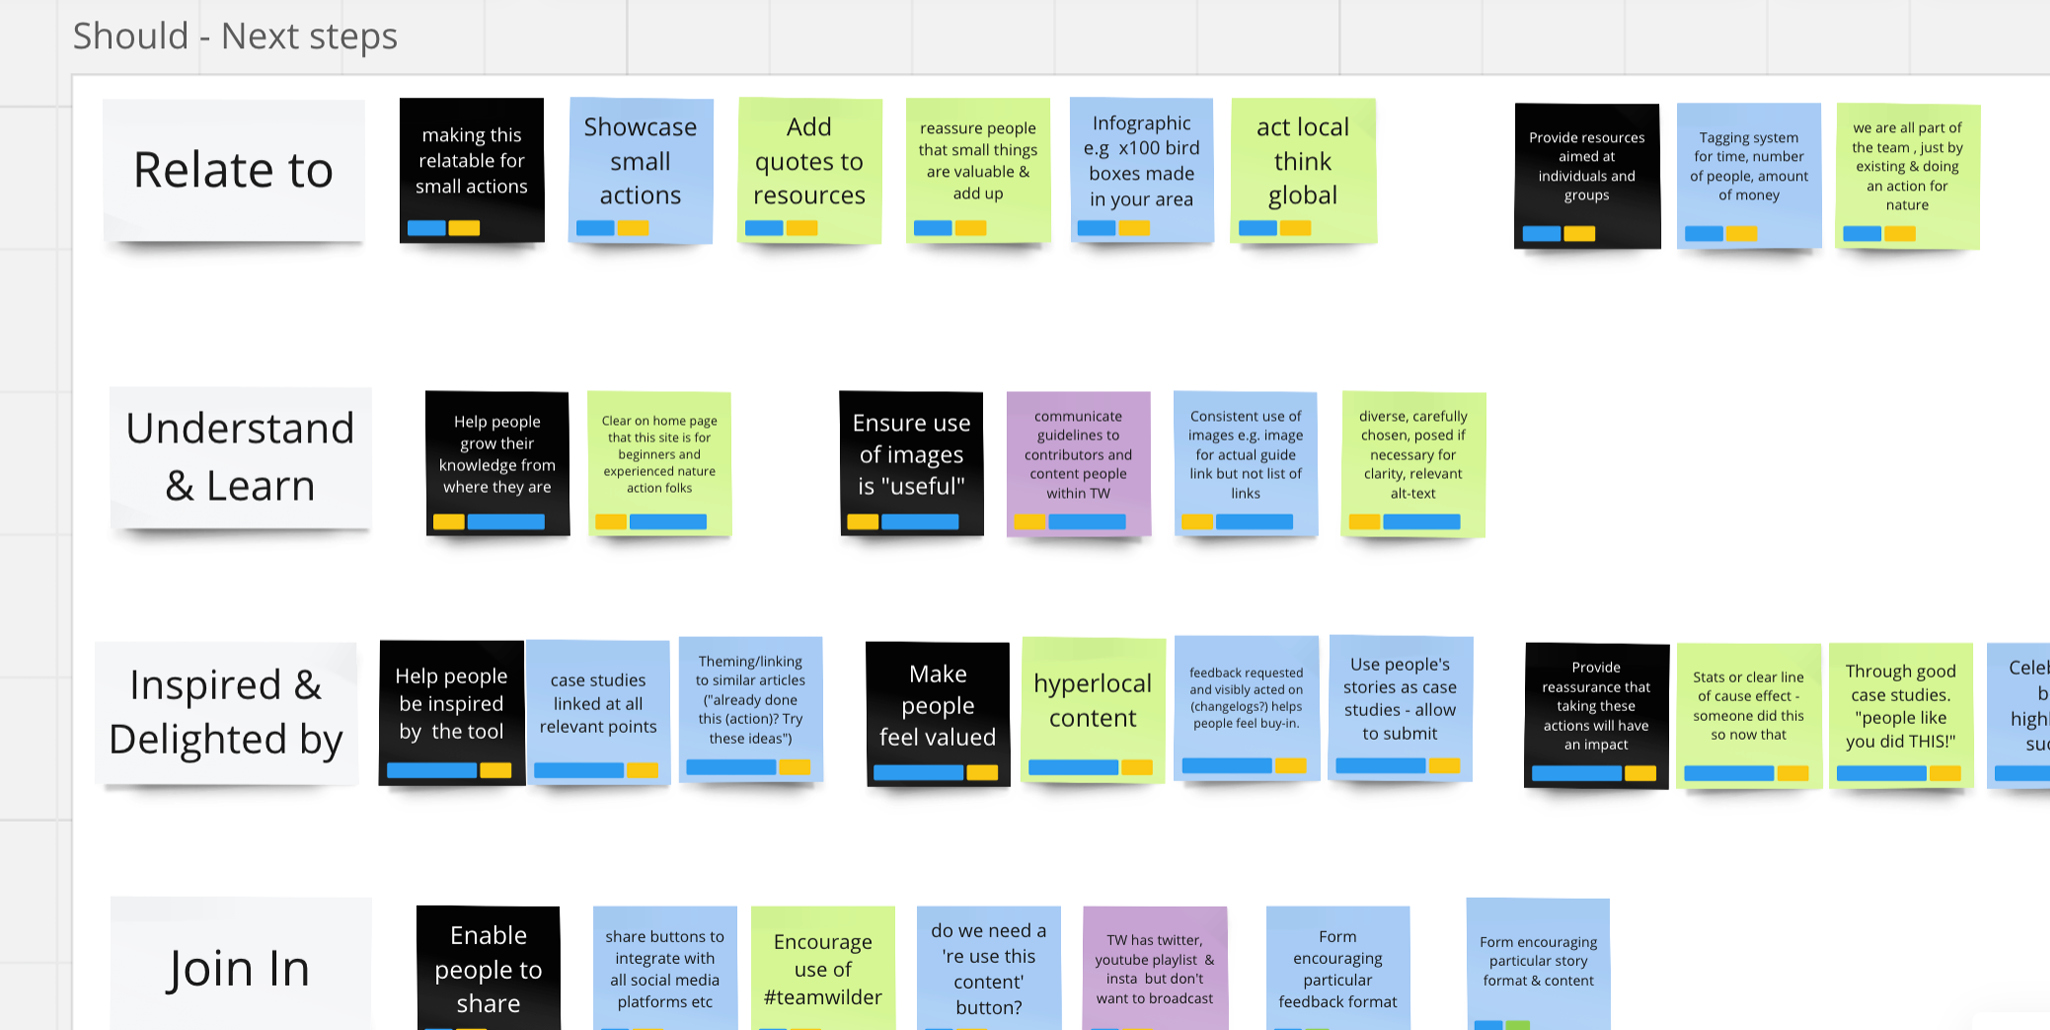 Should - Next steps
Relate to
making this
relatable for
small actions
Showcase
small
actions
Add
quotes to
resources
reassure people
that small things
are valuable &
add up
Infographic
e.g x100 bird
boxes made
in your area
act local
think
global
Provide resources
aimed at
individuals and
groups
Tagging system
for time, number
of people, amount
of money
we are all part of
the team , just by
existing & doing
an action for
nature
Understand
& Learn
Help people
grow their
knowledge from
where they are
Clear on home page
that this site is for
beginners and
experienced nature
action folks
Ensure use
of images
is "useful"
communicate
guidelines to
contributors and
content people
within TW
Consistent use of
images e.g. image
for actual guide
link but not list of
links
diverse, carefully
chosen, posed if
necessary for
clarity, relevant
alt-text
Inspired &
Delighted by
Help people
be inspired
by the tool
case studies
linked at all
relevant points
Theming/linking
to similar articles
("already done
this (action)? Try
these ideas")
Make
people
feel valued
hyperlocal
content
feedback requested
and visibly acted on
(changelogs?) helps
people feel buy-in.
Use people's
stories as case
studies - allow
to submit
Provide
reassurance that
taking these
actions will have
an impact
Stats or clear line
of cause effect -
someone did this
so now that
Through good
case studies.
"people like
you did THIS!"
Join In
Enable
people to
share
share buttons to
integrate with
all social media
platforms etc
Encourage
use of
#teamwilder
do we need a
're use this
content'
button?
TW has twitter,
youtube playlist &
insta but don't
want to broadcast
Form
encouraging
particular
feedback format
Form encouraging
particular story
format & content